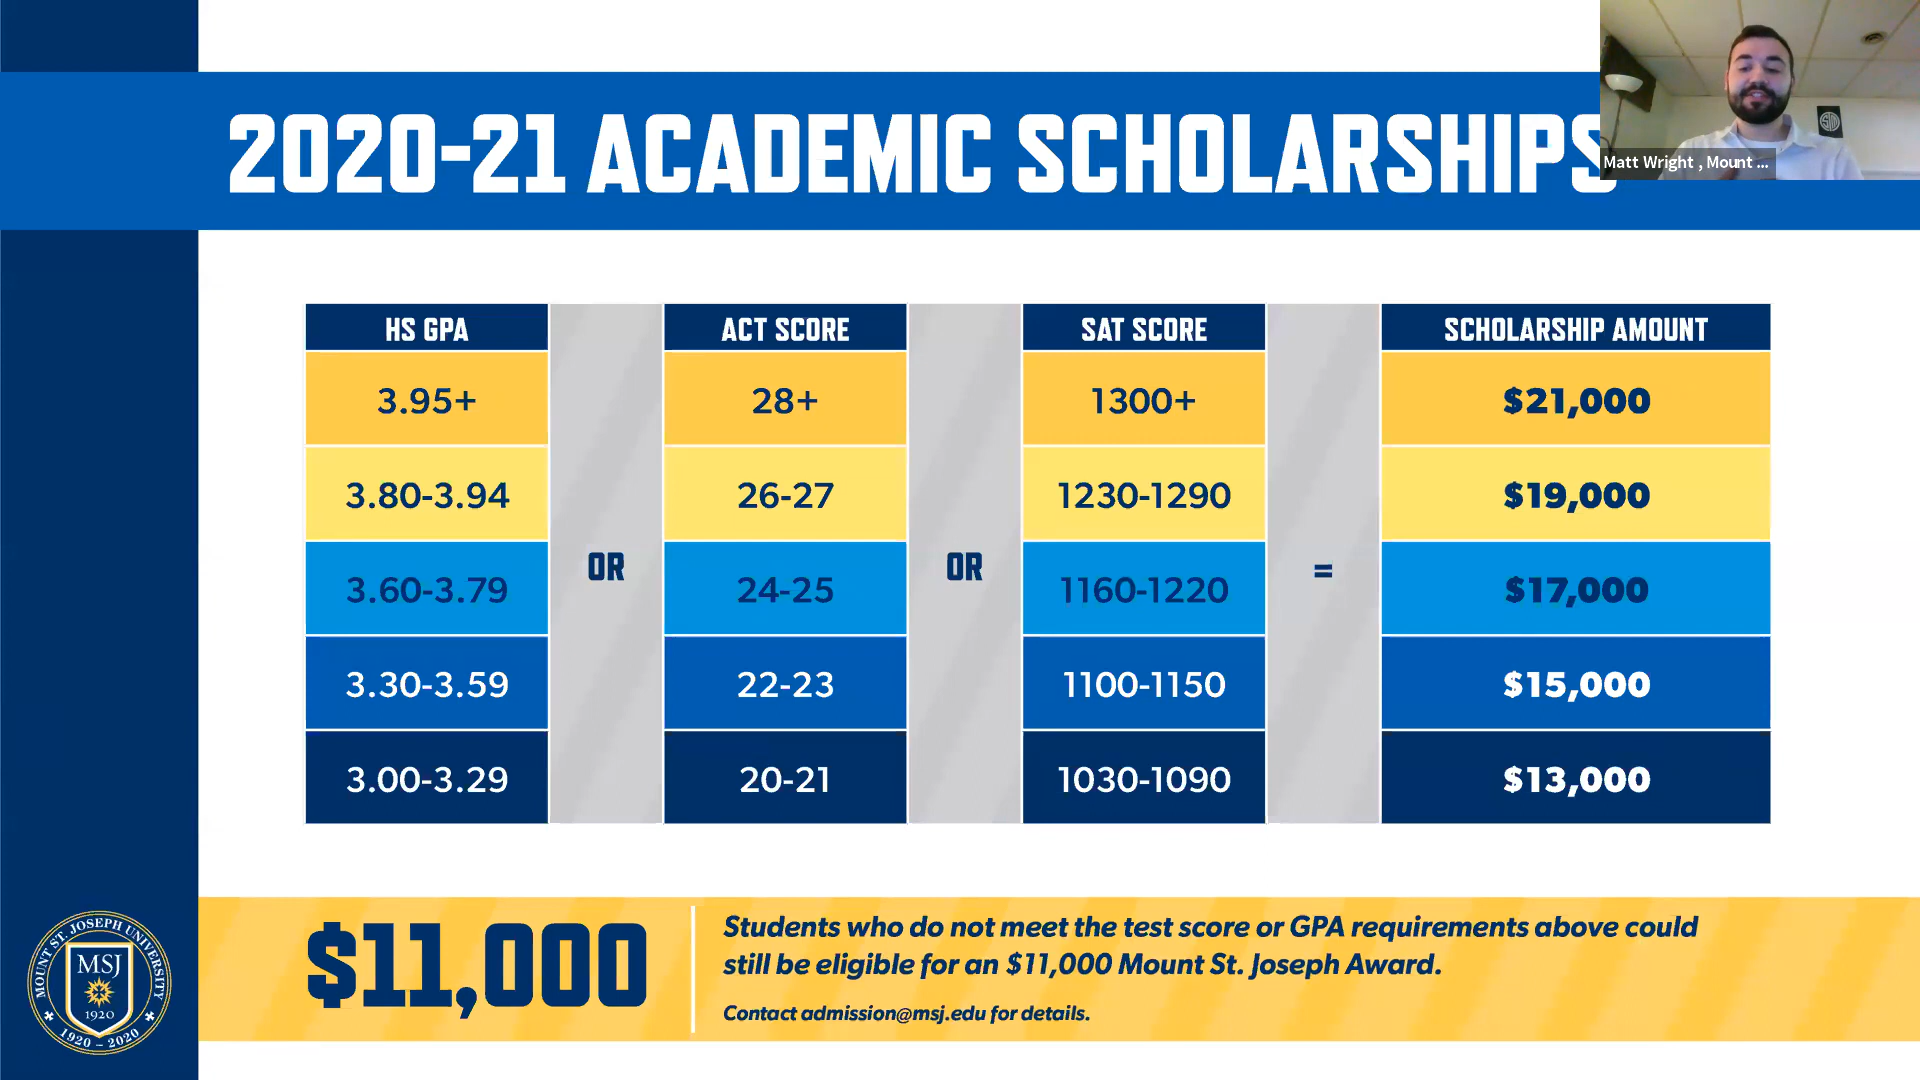 2020-21 ACADEMIC SCHOLARSHIPS
Matt Wright , Mount ...
HS GPA
ACT SCORE
SAT SCORE
SCHOLARSHIP AMOUNT
3.95+
28+
1300+
$21,000
3.80-3.94
26-27
1230-1290
$19,000
OR
OR
=
3.60-3.79
24-25
1160-1220
$17,000
3.30-3.59
22-23
1100-1150
$15,000
3.00-3.29
20-21
1030-1090
$13,000
$11,000
Students who do not meet the test score or GPA requirements above could
still be eligible for an $11,000 Mount St. Joseph Award.
Contact admission@msj.edu for details.
MOUNT ST. JOSEPH UNIVERSITY
MSJ
1920
1920 – 2020